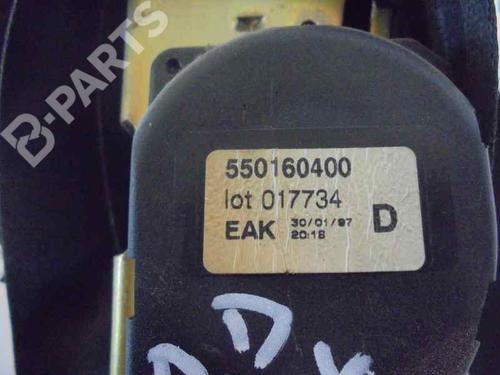 B-PARTS
550160400
lot 017734
EAK 30/01/97 D
20:18
D
D